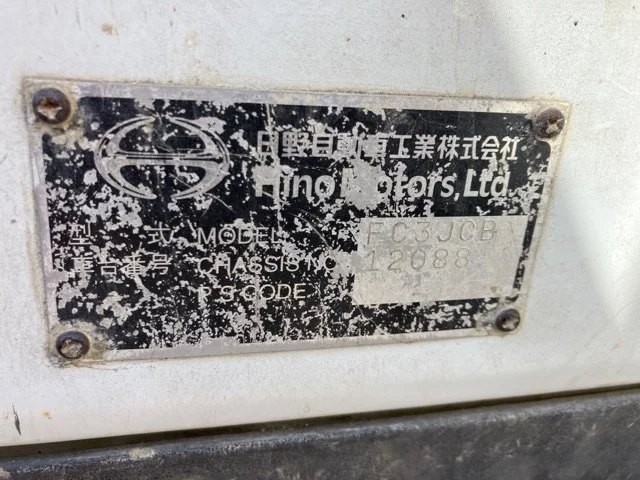 日野自動車工業株式会社
Hino Motors, Ltd.
型 式 MODEL FC3JCB
車台番号 CHASSIS NO. 12088
P.S CODE